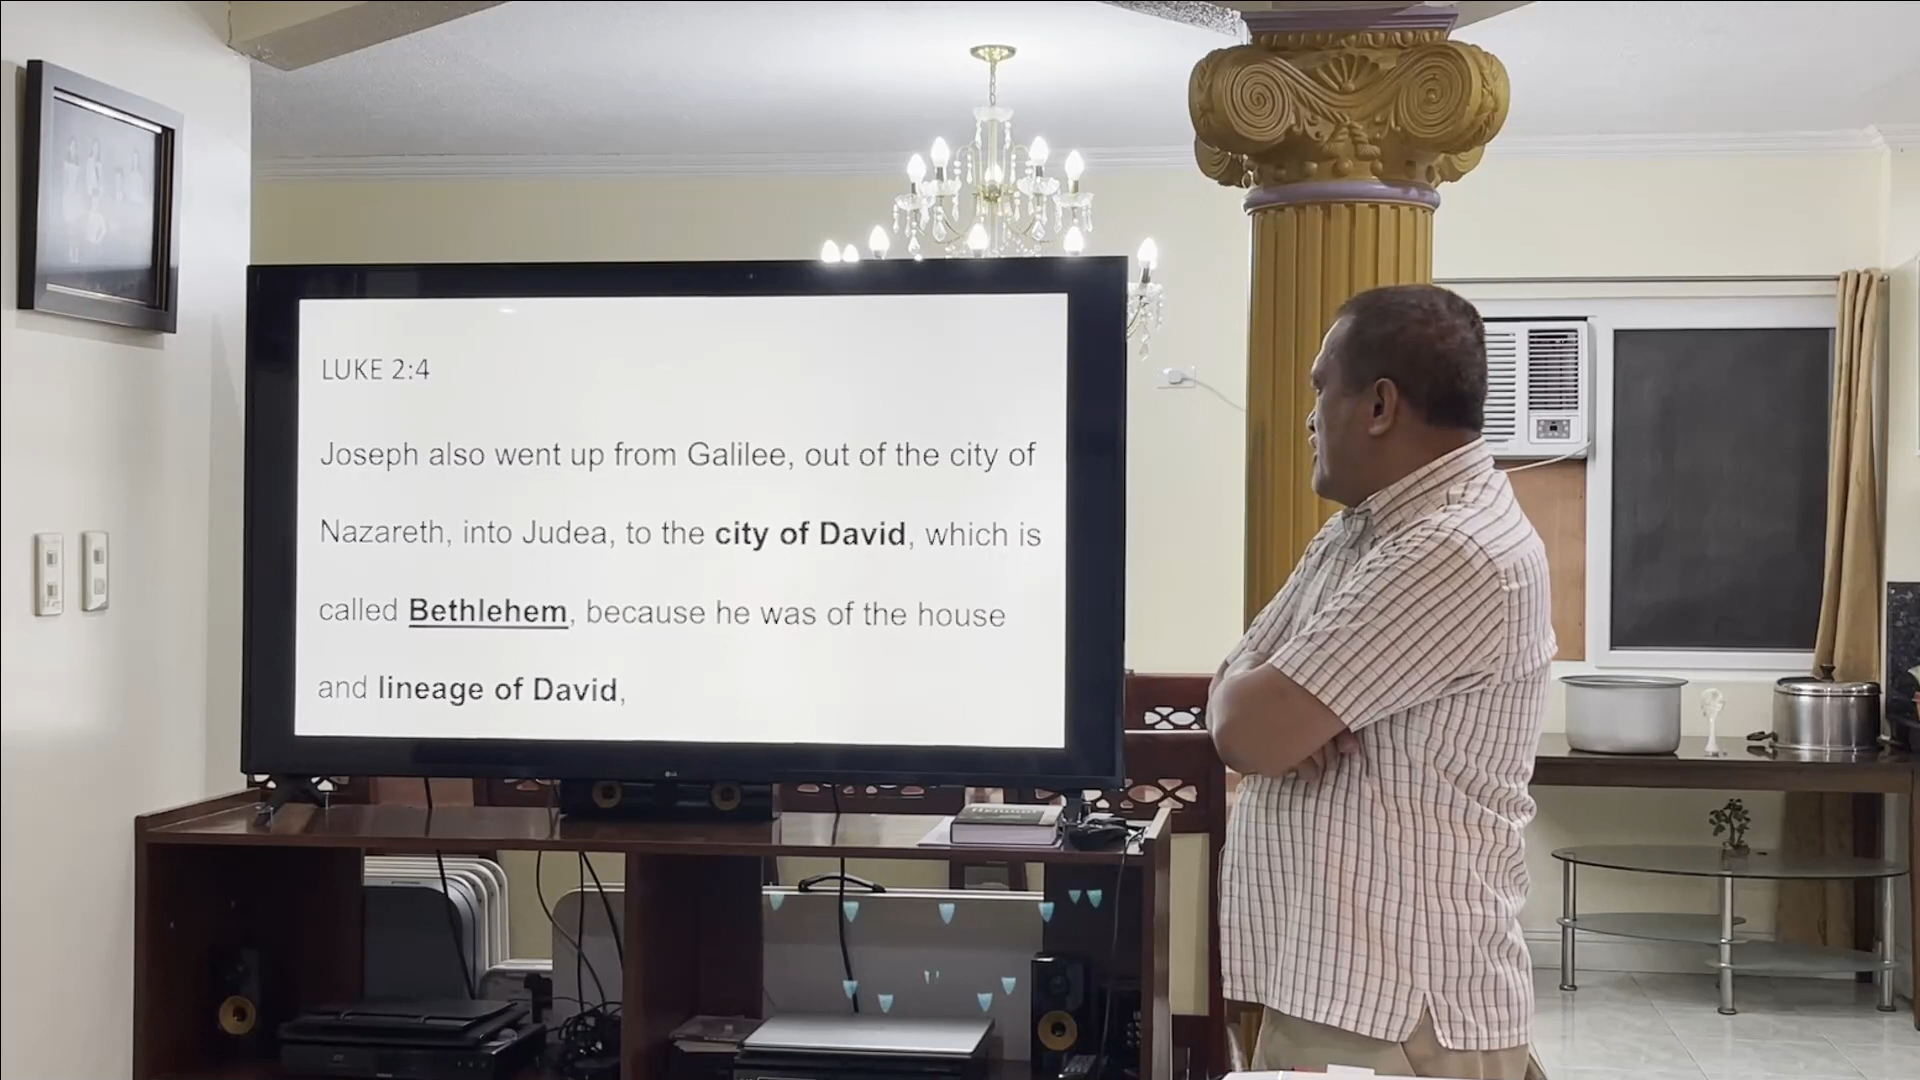 LUKE 2:4
Joseph also went up from Galilee, out of the city of
Nazareth, into Judea, to the city of David, which is
called Bethlehem, because he was of the house
and lineage of David,
LG